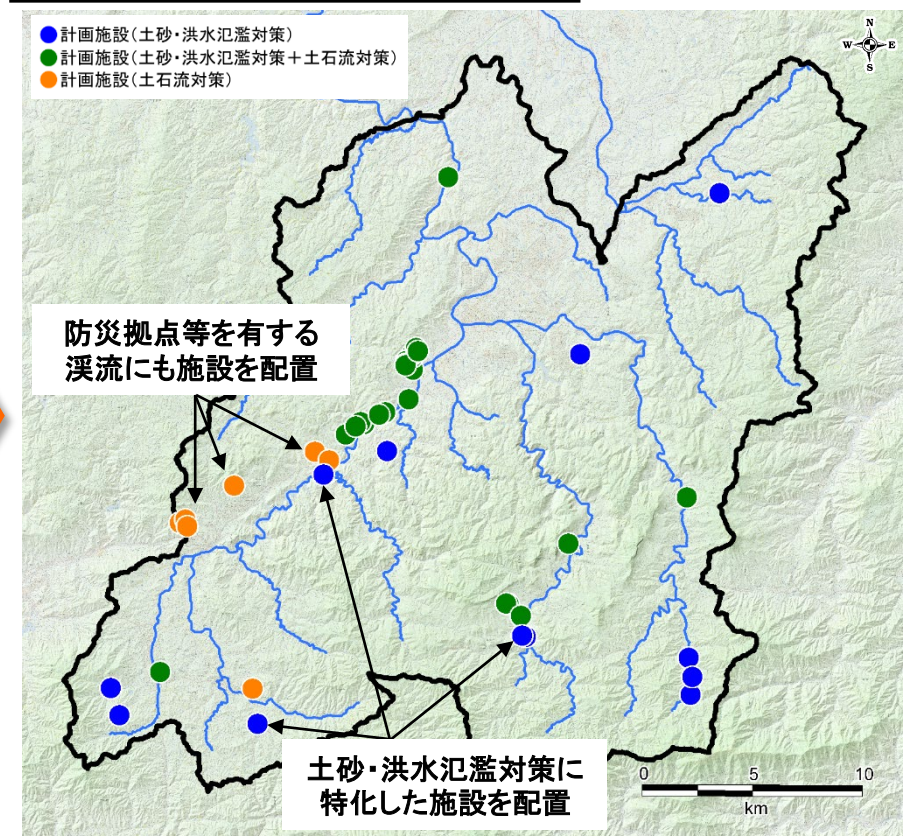 計画施設(土砂・洪水氾濫対策)
計画施設(土砂・洪水氾濫対策+土石流対策)
計画施設(土石流対策)
N
W E
S
防災拠点等を有する
渓流にも施設を配置
土砂・洪水氾濫対策に
特化した施設を配置
0 5 10
km